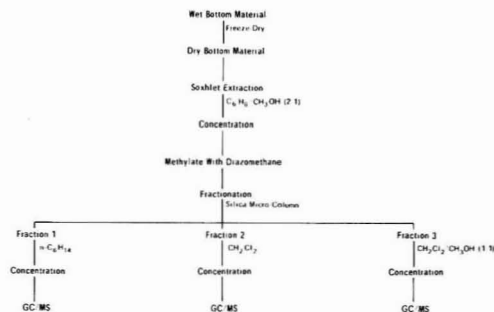 Wet Bottom Material
Freeze Dry
Dry Bottom Material
Soxhlet Extraction
C₆H₆ CH₃OH (2:1)
Concentration
Methylate With Diazomethane
Fractionation
Silica Micro Column
Fraction 1 Fraction 2 Fraction 3
n-C₆H₁₄ CH₂Cl₂ CH₂Cl₂ CH₃OH (1:1)
Concentration Concentration Concentration
GC/MS GC/MS GC/MS